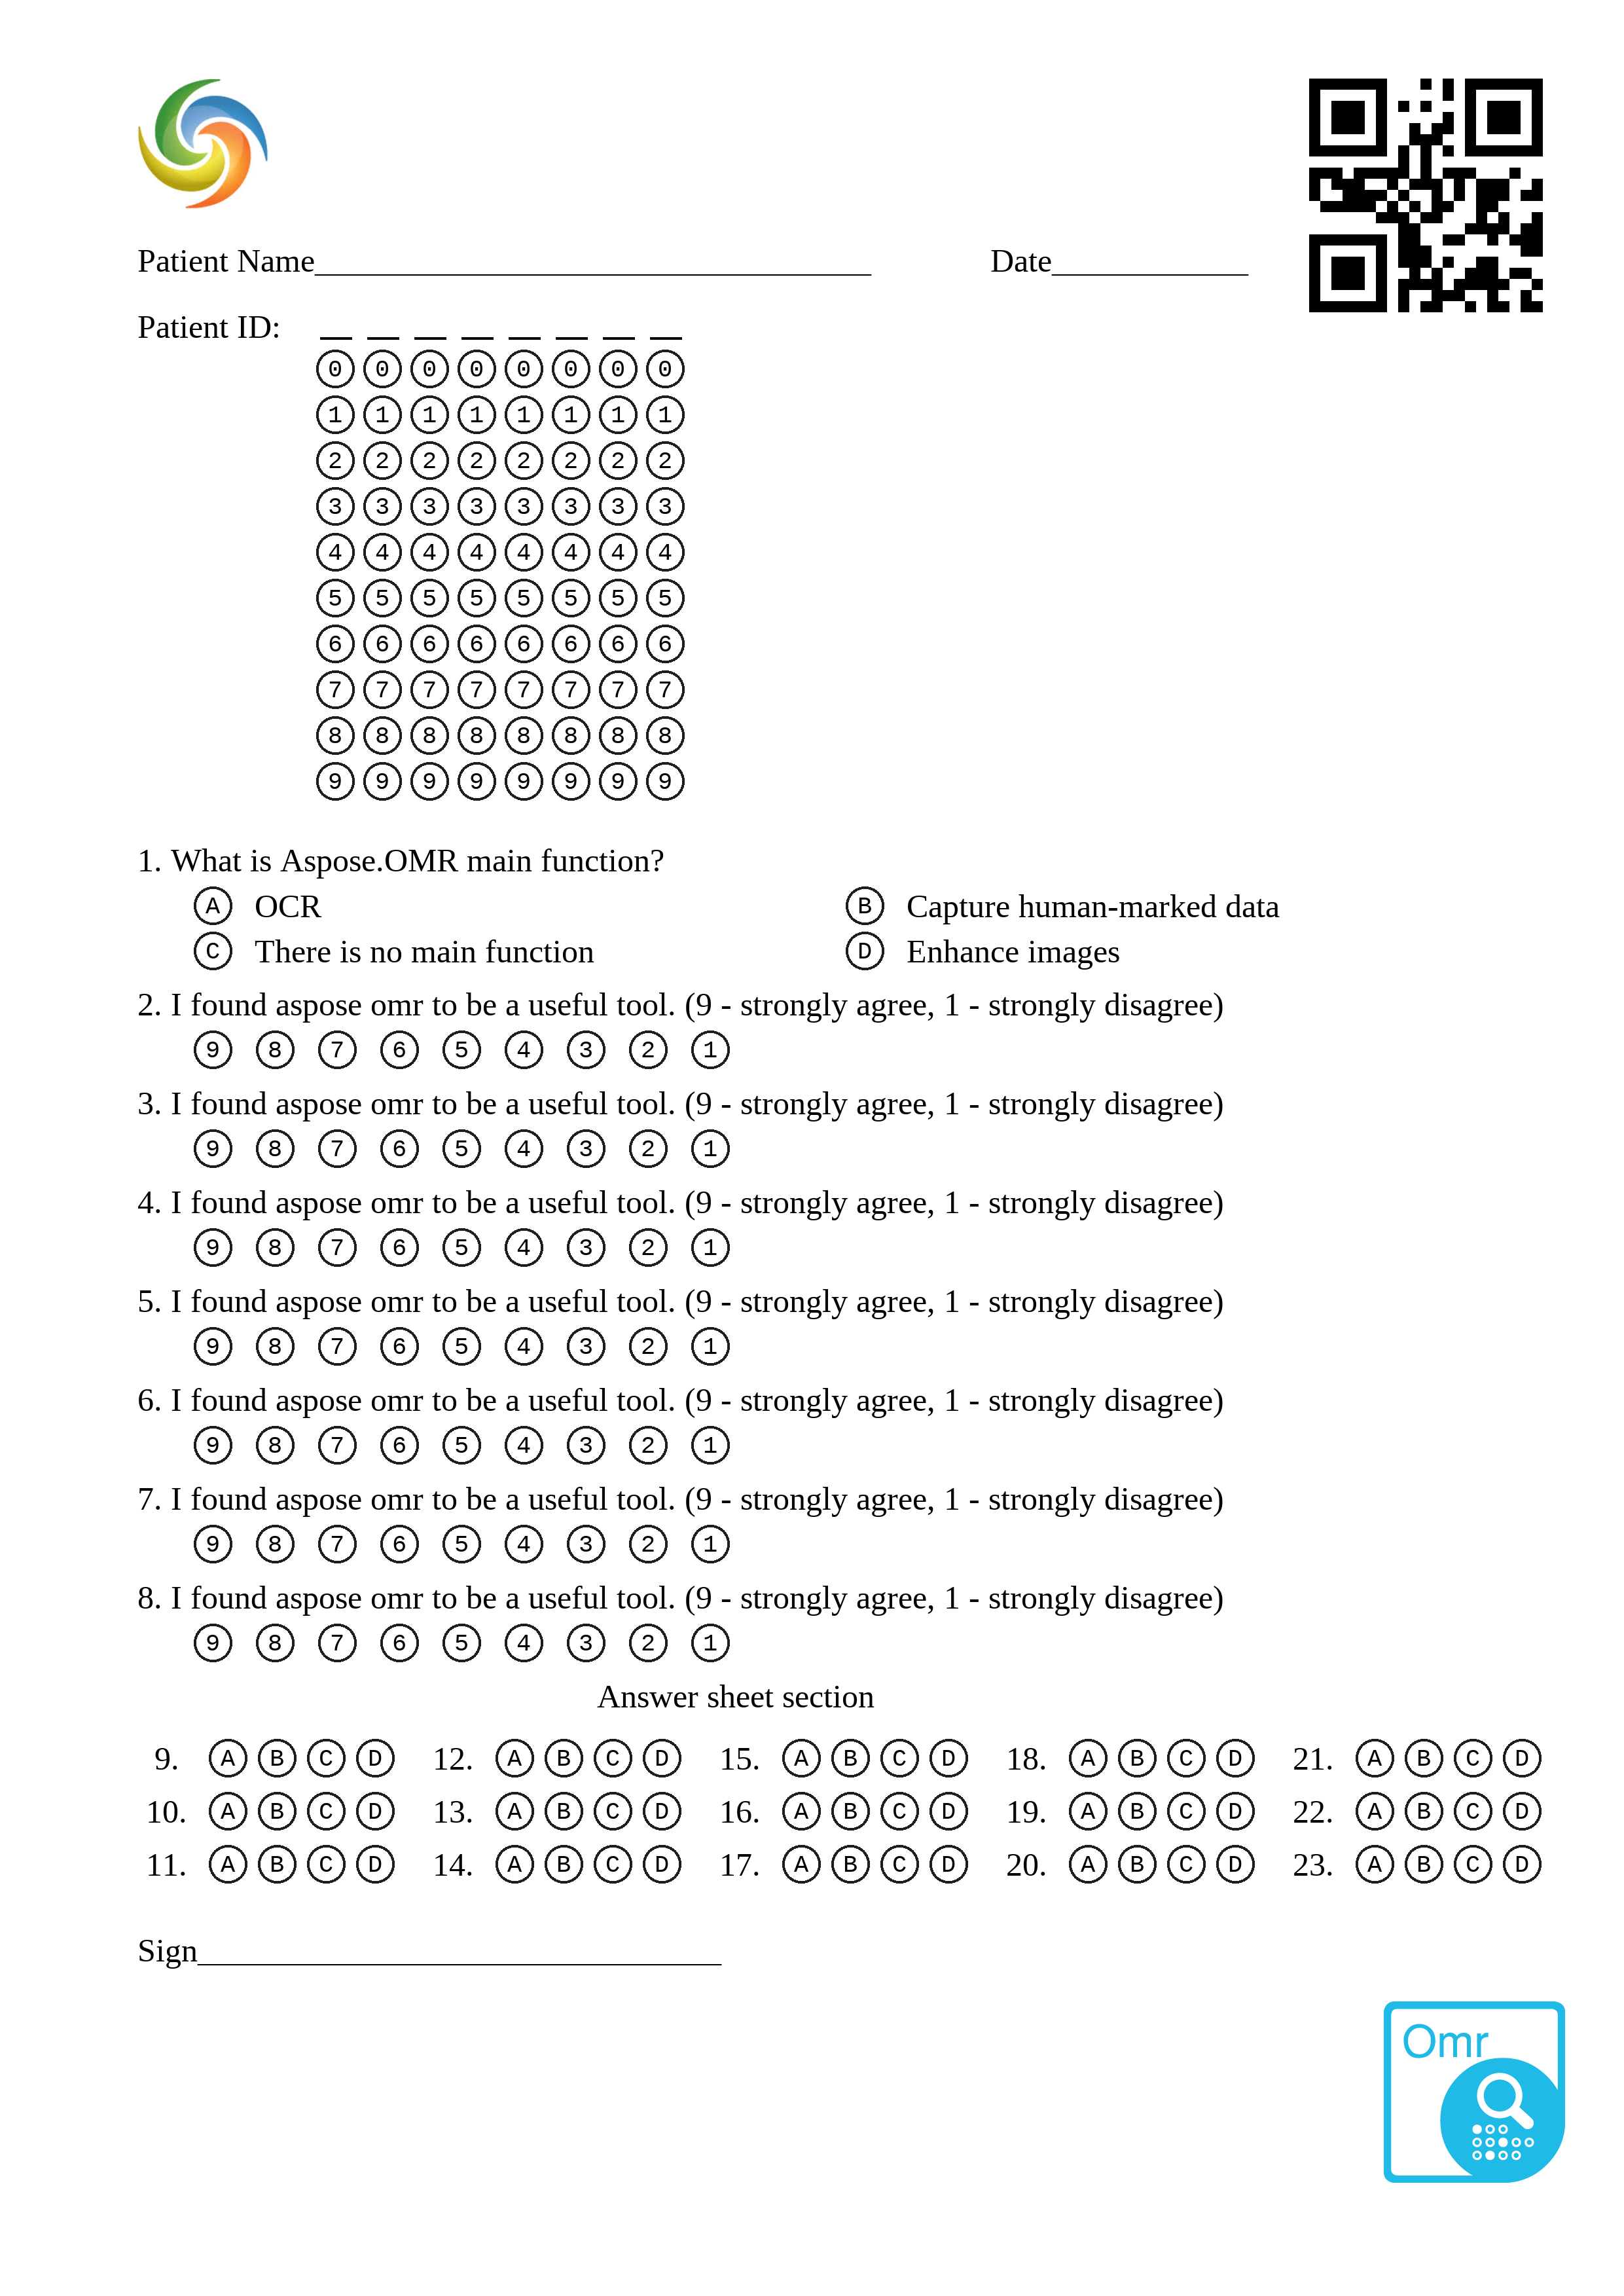 Patient Name__________________________________ Date____________
Patient ID: _ _ _ _ _ _ _ _
0 0 0 0 0 0 0 0
1 1 1 1 1 1 1 1
2 2 2 2 2 2 2 2
3 3 3 3 3 3 3 3
4 4 4 4 4 4 4 4
5 5 5 5 5 5 5 5
6 6 6 6 6 6 6 6
7 7 7 7 7 7 7 7
8 8 8 8 8 8 8 8
9 9 9 9 9 9 9 9
1. What is Aspose.OMR main function?
A OCR B Capture human-marked data
C There is no main function D Enhance images
2. I found aspose omr to be a useful tool. (9 - strongly agree, 1 - strongly disagree)
9 8 7 6 5 4 3 2 1
3. I found aspose omr to be a useful tool. (9 - strongly agree, 1 - strongly disagree)
9 8 7 6 5 4 3 2 1
4. I found aspose omr to be a useful tool. (9 - strongly agree, 1 - strongly disagree)
9 8 7 6 5 4 3 2 1
5. I found aspose omr to be a useful tool. (9 - strongly agree, 1 - strongly disagree)
9 8 7 6 5 4 3 2 1
6. I found aspose omr to be a useful tool. (9 - strongly agree, 1 - strongly disagree)
9 8 7 6 5 4 3 2 1
7. I found aspose omr to be a useful tool. (9 - strongly agree, 1 - strongly disagree)
9 8 7 6 5 4 3 2 1
8. I found aspose omr to be a useful tool. (9 - strongly agree, 1 - strongly disagree)
9 8 7 6 5 4 3 2 1
Answer sheet section
9. A B C D 12. A B C D 15. A B C D 18. A B C D 21. A B C D
10. A B C D 13. A B C D 16. A B C D 19. A B C D 22. A B C D
11. A B C D 14. A B C D 17. A B C D 20. A B C D 23. A B C D
Sign________________________________
Omr